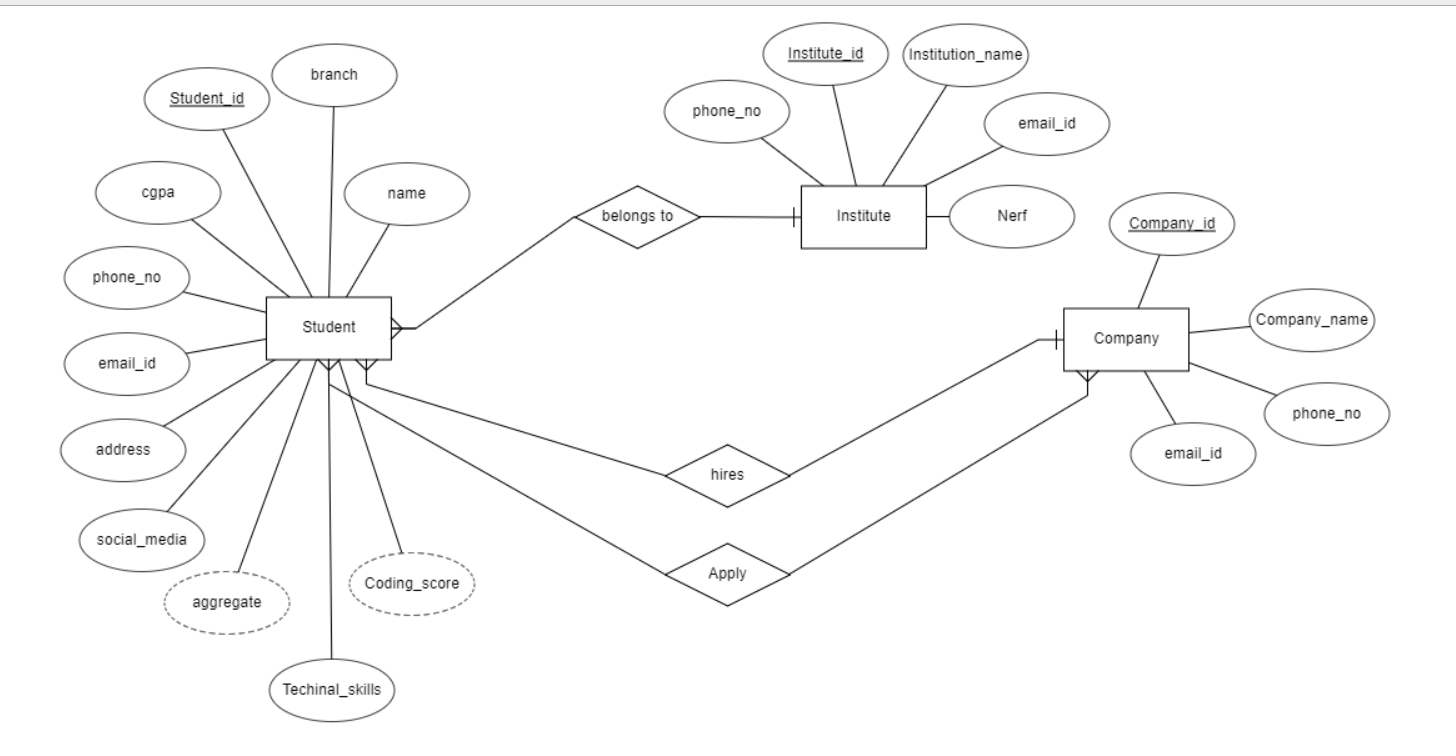 branch
Student_id
cgpa
name
phone_no
Student
email_id
address
social_media
aggregate
Coding_score
Techinal_skills
belongs to
hires
Apply
Institute_id
Institution_name
phone_no
email_id
Institute
Nerf
Company_id
Company_name
Company
phone_no
email_id